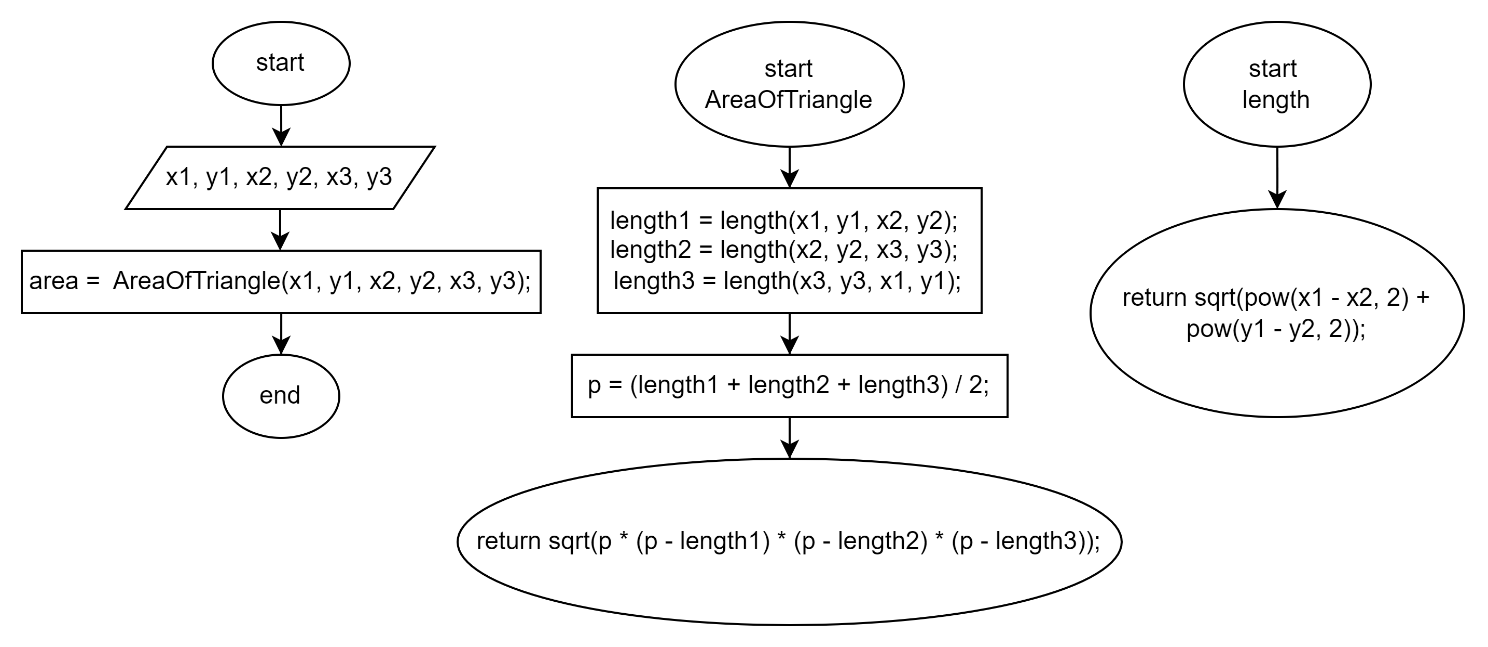 start
x1, y1, x2, y2, x3, y3
area =  AreaOfTriangle(x1, y1, x2, y2, x3, y3);
end
start
AreaOfTriangle
length1 = length(x1, y1, x2, y2);
length2 = length(x2, y2, x3, y3);
length3 = length(x3, y3, x1, y1);
p = (length1 + length2 + length3) / 2;
return sqrt(p * (p - length1) * (p - length2) * (p - length3));
start
length
return sqrt(pow(x1 - x2, 2) +
pow(y1 - y2, 2));